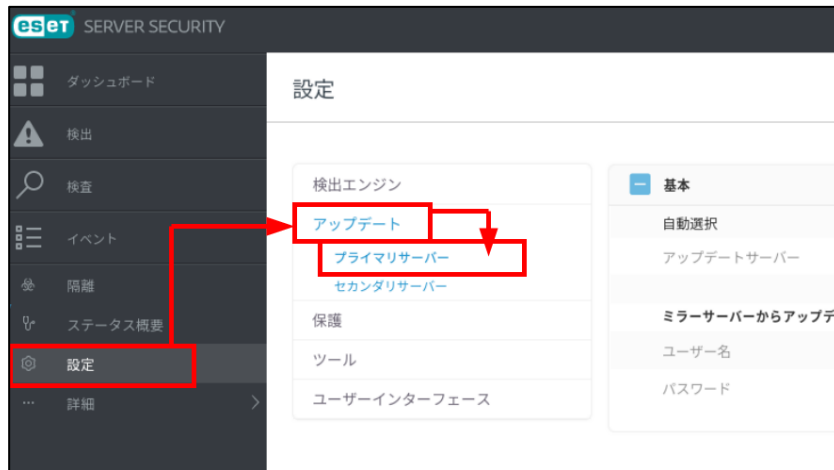 eset SERVER SECURITY
ダッシュボード
検出
検査
イベント
隔離
ステータス概要
設定
詳細
設定
検出エンジン
アップデート
プライマリサーバー
セカンダリサーバー
保護
ツール
ユーザーインターフェース
基本
自動選択
アップデートサーバー
ミラーサーバーからアップデ
ユーザー名
パスワード